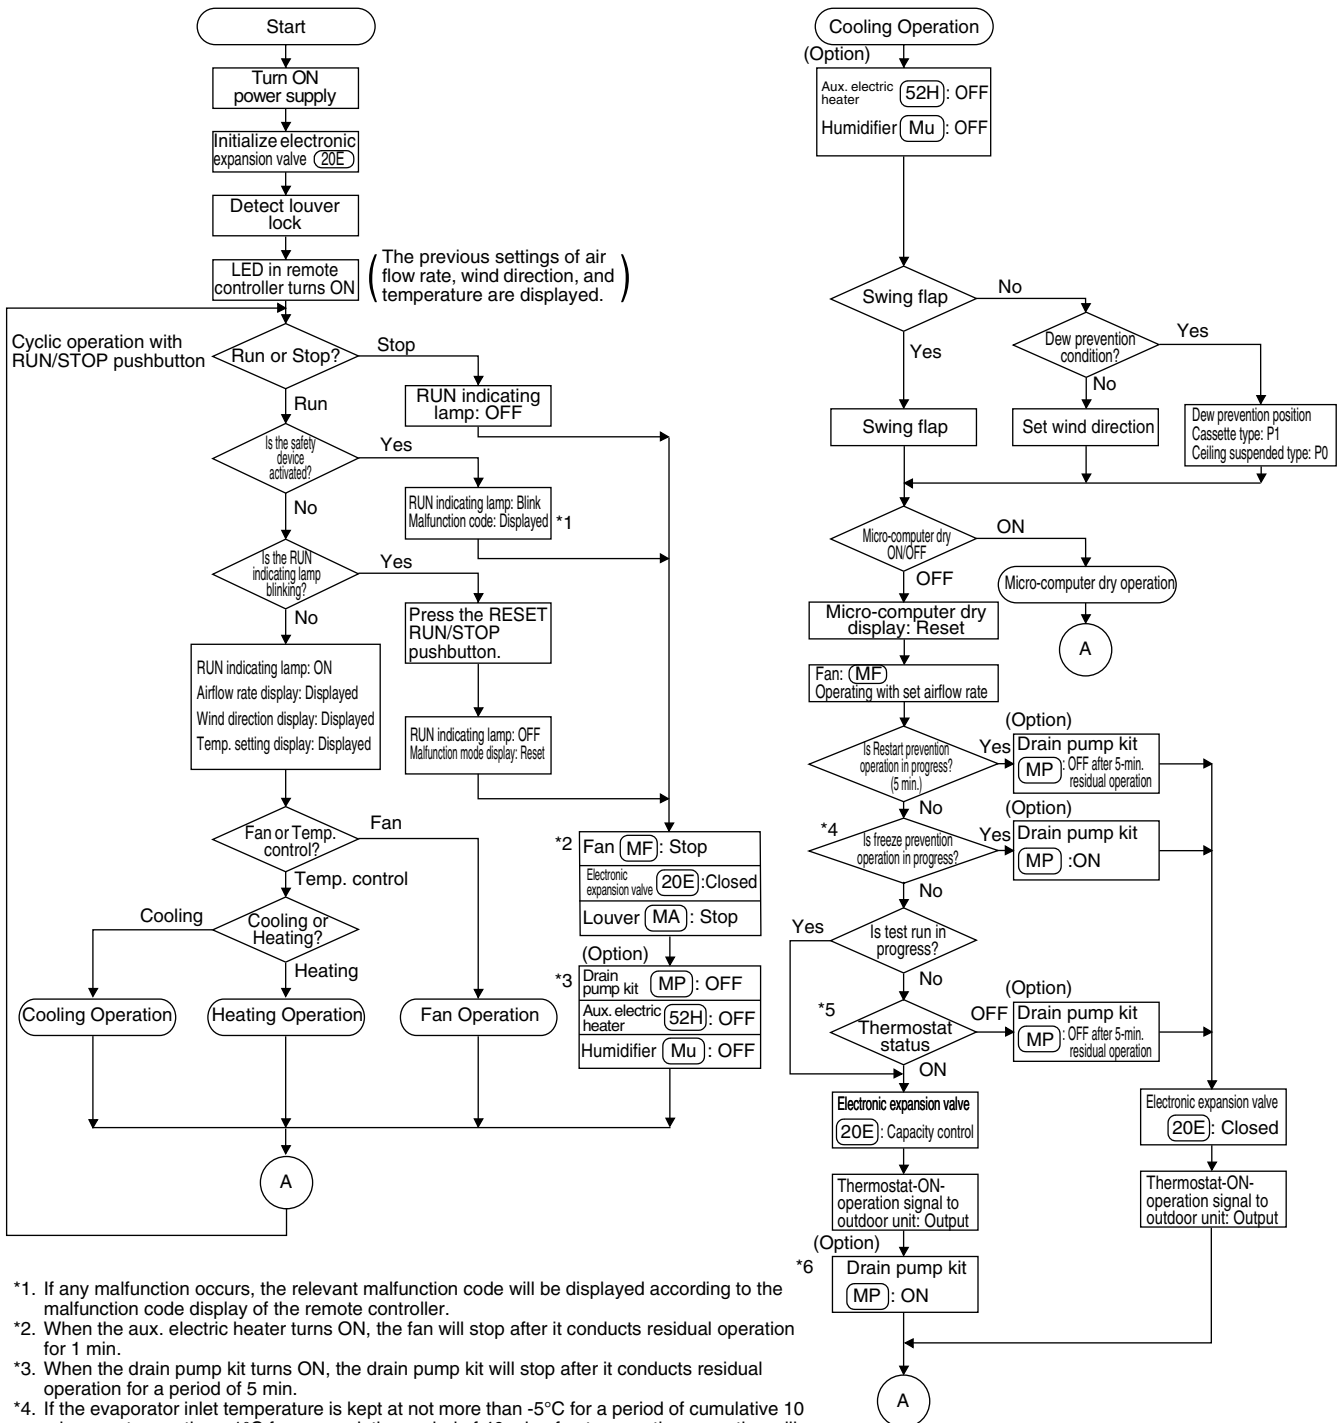 Start
Turn ON
power supply
Initialize electronic
expansion valve 20E
Detect louver
lock
LED in remote
controller turns ON
(The previous settings of air
flow rate, wind direction, and
temperature are displayed.)
Cyclic operation with
RUN/STOP pushbutton
Run or Stop?
Stop
RUN indicating
lamp: OFF
Run
Is the safety
device
activated?
Yes
RUN indicating lamp: Blink
Malfunction code: Displayed *1
No
Is the RUN
indicating lamp
blinking?
Yes
Press the RESET
RUN/STOP
pushbutton.
No
RUN indicating lamp: ON
Airflow rate display: Displayed
Wind direction display: Displayed
Temp. setting display: Displayed
RUN indicating lamp: OFF
Malfunction mode display: Reset
Fan or Temp.
control?
Fan
Temp. control
Cooling
Cooling or
Heating?
Heating
Cooling Operation
Heating Operation
Fan Operation
*2 Fan MF: Stop
Electronic
expansion valve 20E:Closed
Louver MA: Stop
(Option)
*3 Drain
pump kit MP: OFF
Aux. electric
heater 52H: OFF
Humidifier Mu: OFF
A
Cooling Operation
(Option)
Aux. electric
heater 52H: OFF
Humidifier Mu: OFF
Swing flap
No
Yes
Dew prevention
condition?
Yes
No
Swing flap
Set wind direction
Dew prevention position
Cassette type: P1
Ceiling suspended type: P0
Micro-computer dry
ON/OFF
ON
OFF
Micro-computer dry operation
A
Micro-computer dry
display: Reset
Fan: MF
Operating with set airflow rate
Is Restart prevention
operation in progress?
(5 min.)
Yes
(Option)
Drain pump kit
MP: OFF after 5-min.
residual operation
No
*4
Is freeze prevention
operation in progress?
Yes
(Option)
Drain pump kit
MP :ON
No
Yes
Is test run in
progress?
No
*5
Thermostat
status
OFF
(Option)
Drain pump kit
MP: OFF after 5-min.
residual operation
ON
Electronic expansion valve
20E: Capacity control
Electronic expansion valve
20E: Closed
Thermostat-ON-
operation signal to
outdoor unit: Output
Thermostat-ON-
operation signal to
outdoor unit: Output
(Option)
*6 Drain pump kit
MP: ON
A
*1. If any malfunction occurs, the relevant malfunction code will be displayed according to the
malfunction code display of the remote controller.
*2. When the aux. electric heater turns ON, the fan will stop after it conducts residual operation
for 1 min.
*3. When the drain pump kit turns ON, the drain pump kit will stop after it conducts residual
operation for a period of 5 min.
*4. If the evaporator inlet temperature is kept at not more than -5°C for a period of cumulative 10